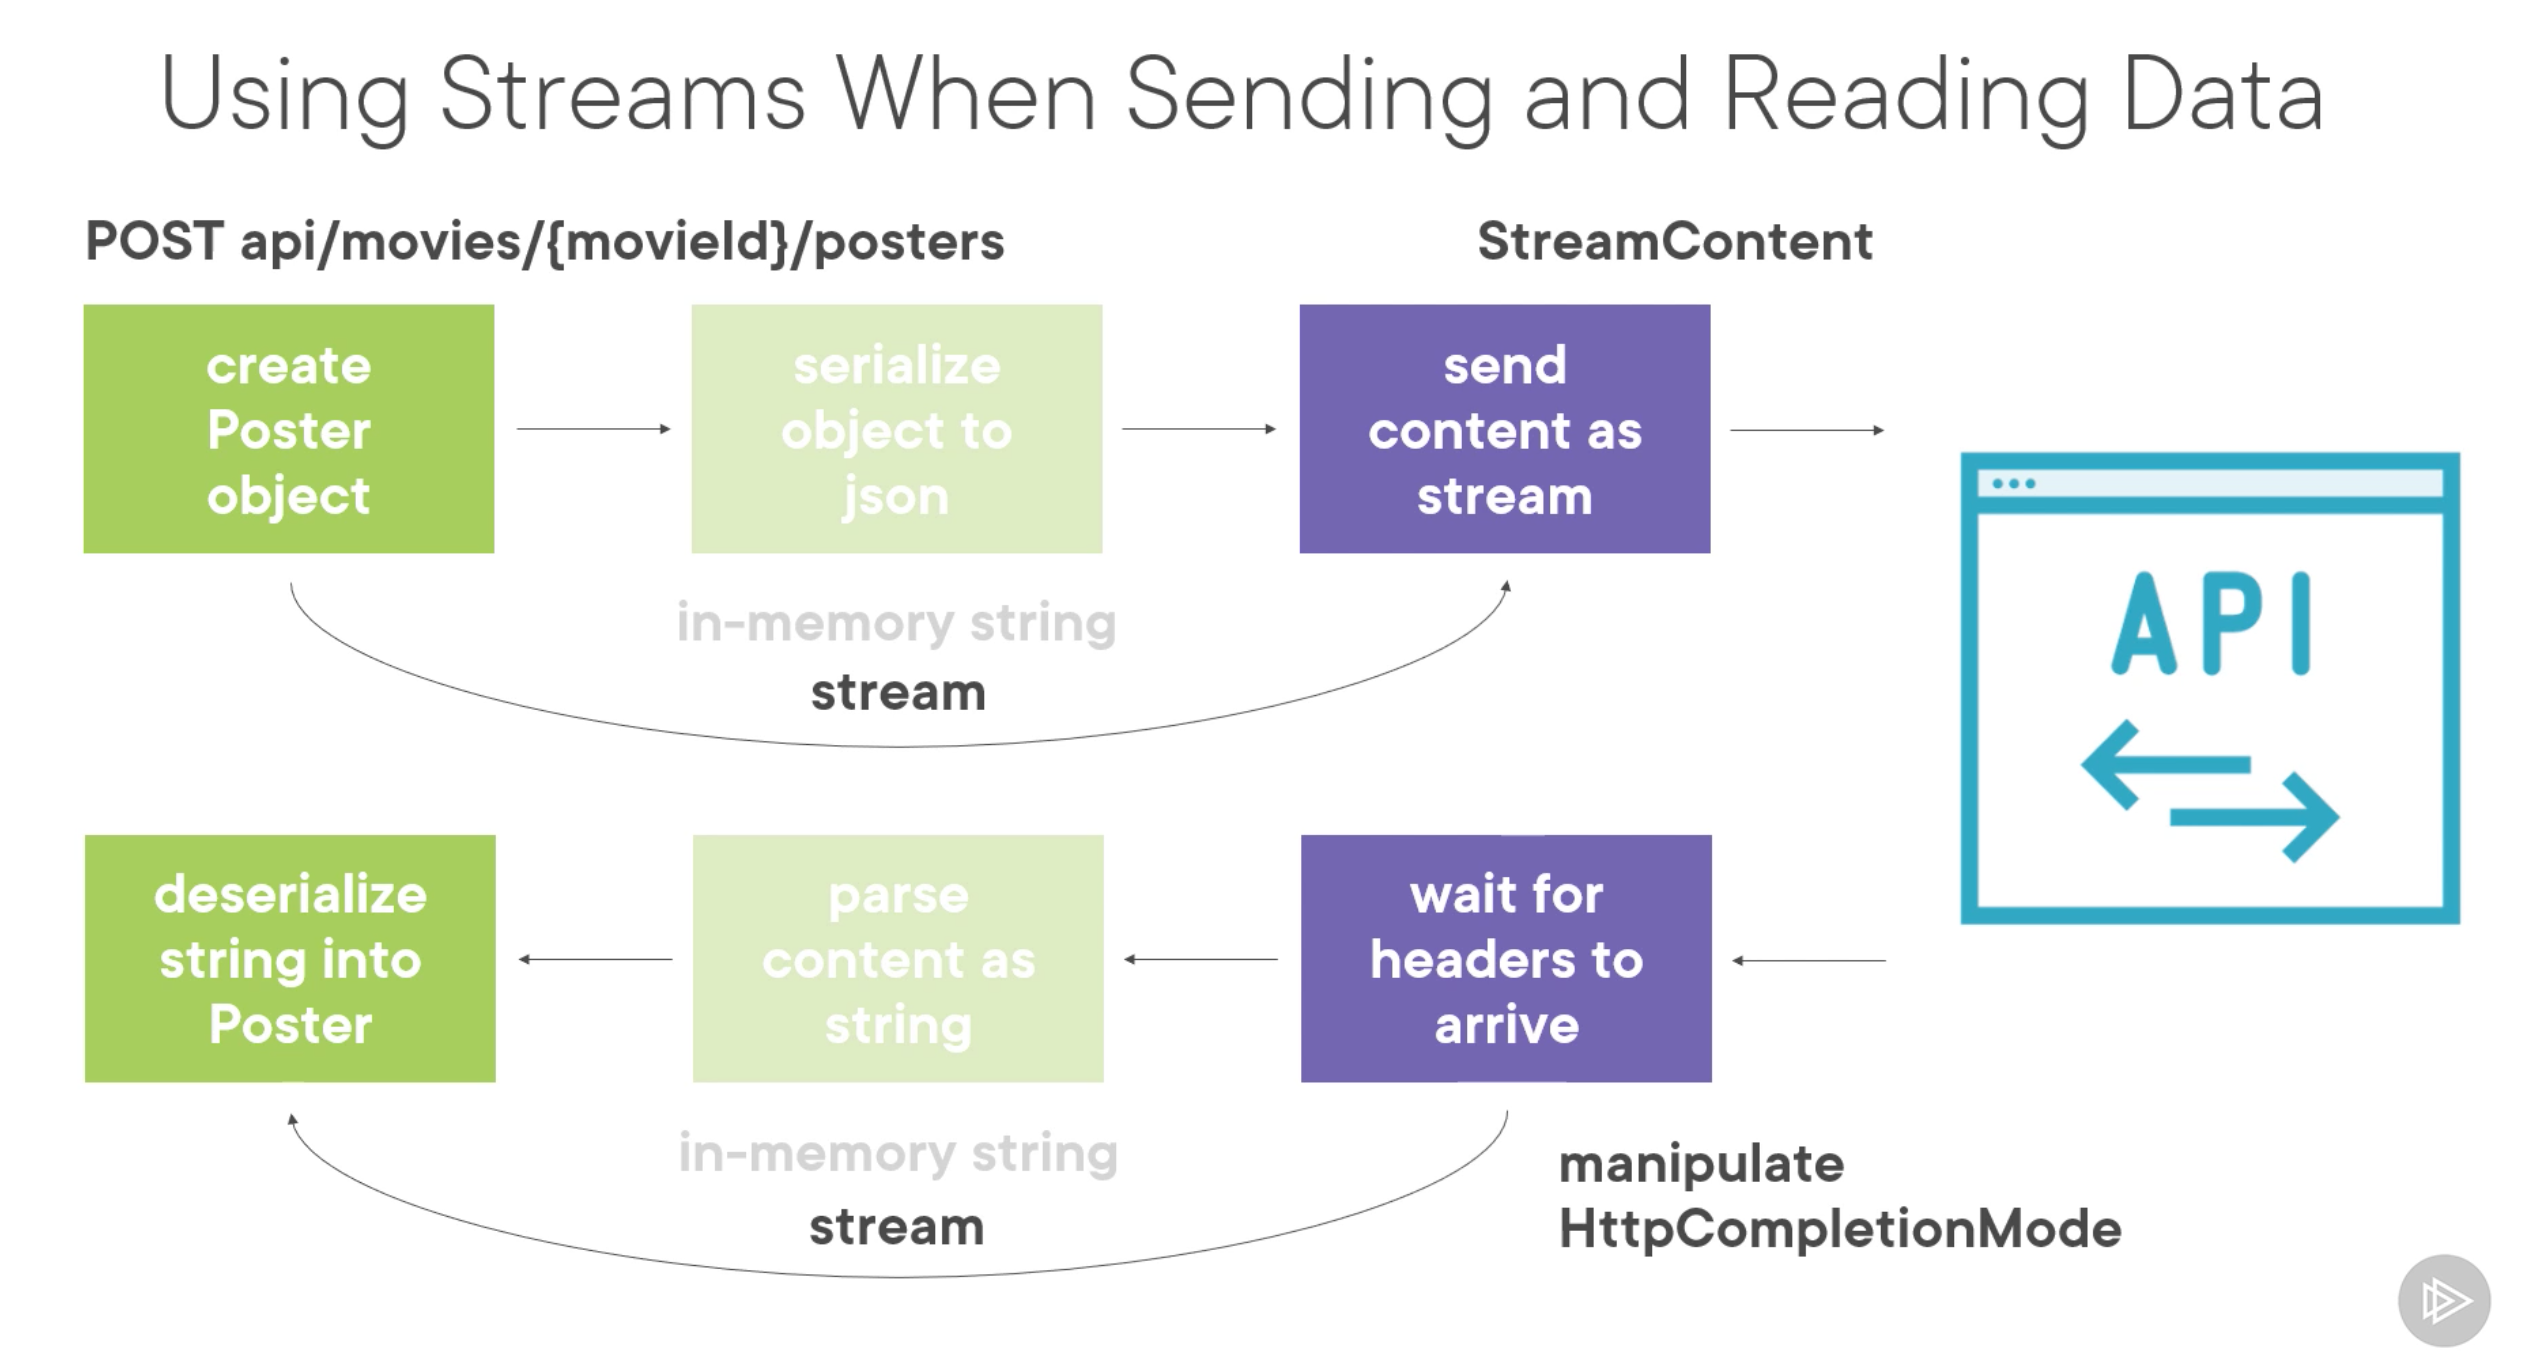 Using Streams When Sending and Reading Data
POST api/movies/{movieId}/posters
StreamContent
create
Poster
object
serialize
object to
json
send
content as
stream
in-memory string
stream
API
deserialize
string into
Poster
parse
content as
string
wait for
headers to
arrive
in-memory string
stream
manipulate
HttpCompletionMode